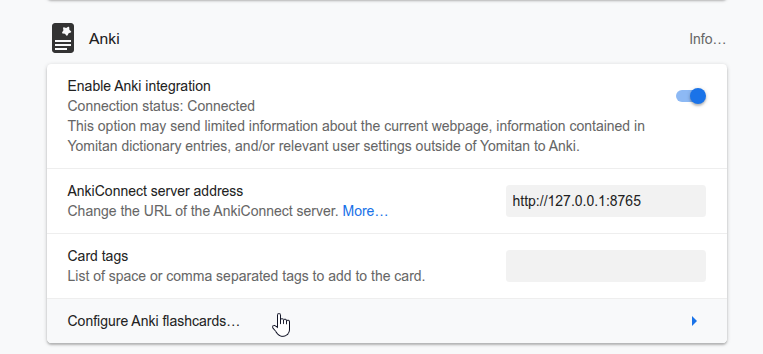 Anki
Info…
Enable Anki integration
Connection status: Connected
This option may send limited information about the current webpage, information contained in
Yomitan dictionary entries, and/or relevant user settings outside of Yomitan to Anki.
AnkiConnect server address
Change the URL of the AnkiConnect server. More…
http://127.0.0.1:8765
Card tags
List of space or comma separated tags to add to the card.
Configure Anki flashcards…